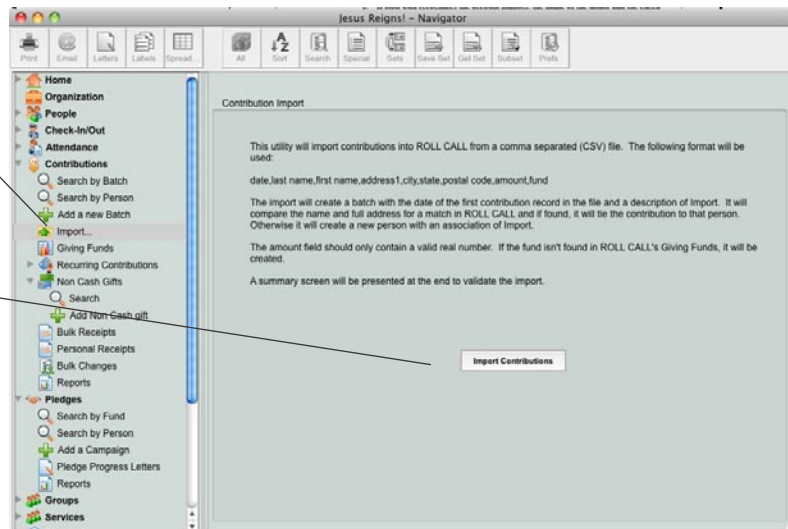 Jesus Reigns! – Navigator
Print Email Letters Labels Spread... All Sort Search Special Sets Save Set Get Set Subset Prefs
Home
Organization
People
Check-In/Out
Attendance
Contributions
Search by Batch
Search by Person
Add a new Batch
Import...
Giving Funds
Recurring Contributions
Non Cash Gifts
Search
Add Non Cash gift
Bulk Receipts
Personal Receipts
Bulk Changes
Reports
Pledges
Search by Fund
Search by Person
Add a Campaign
Pledge Progress Letters
Reports
Groups
Services
Contribution Import
This utility will import contributions into ROLL CALL from a comma separated (CSV) file. The following format will be
used:
date,last name,first name,address1,city,state,postal code,amount,fund
The import will create a batch with the date of the first contribution record in the file and a description of Import. It will
compare the name and full address for a match in ROLL CALL and if found, it will tie the contribution to that person.
Otherwise it will create a new person with an association of Import.
The amount field should only contain a valid real number. If the fund isn't found in ROLL CALL's Giving Funds, it will be
created.
A summary screen will be presented at the end to validate the import.
Import Contributions